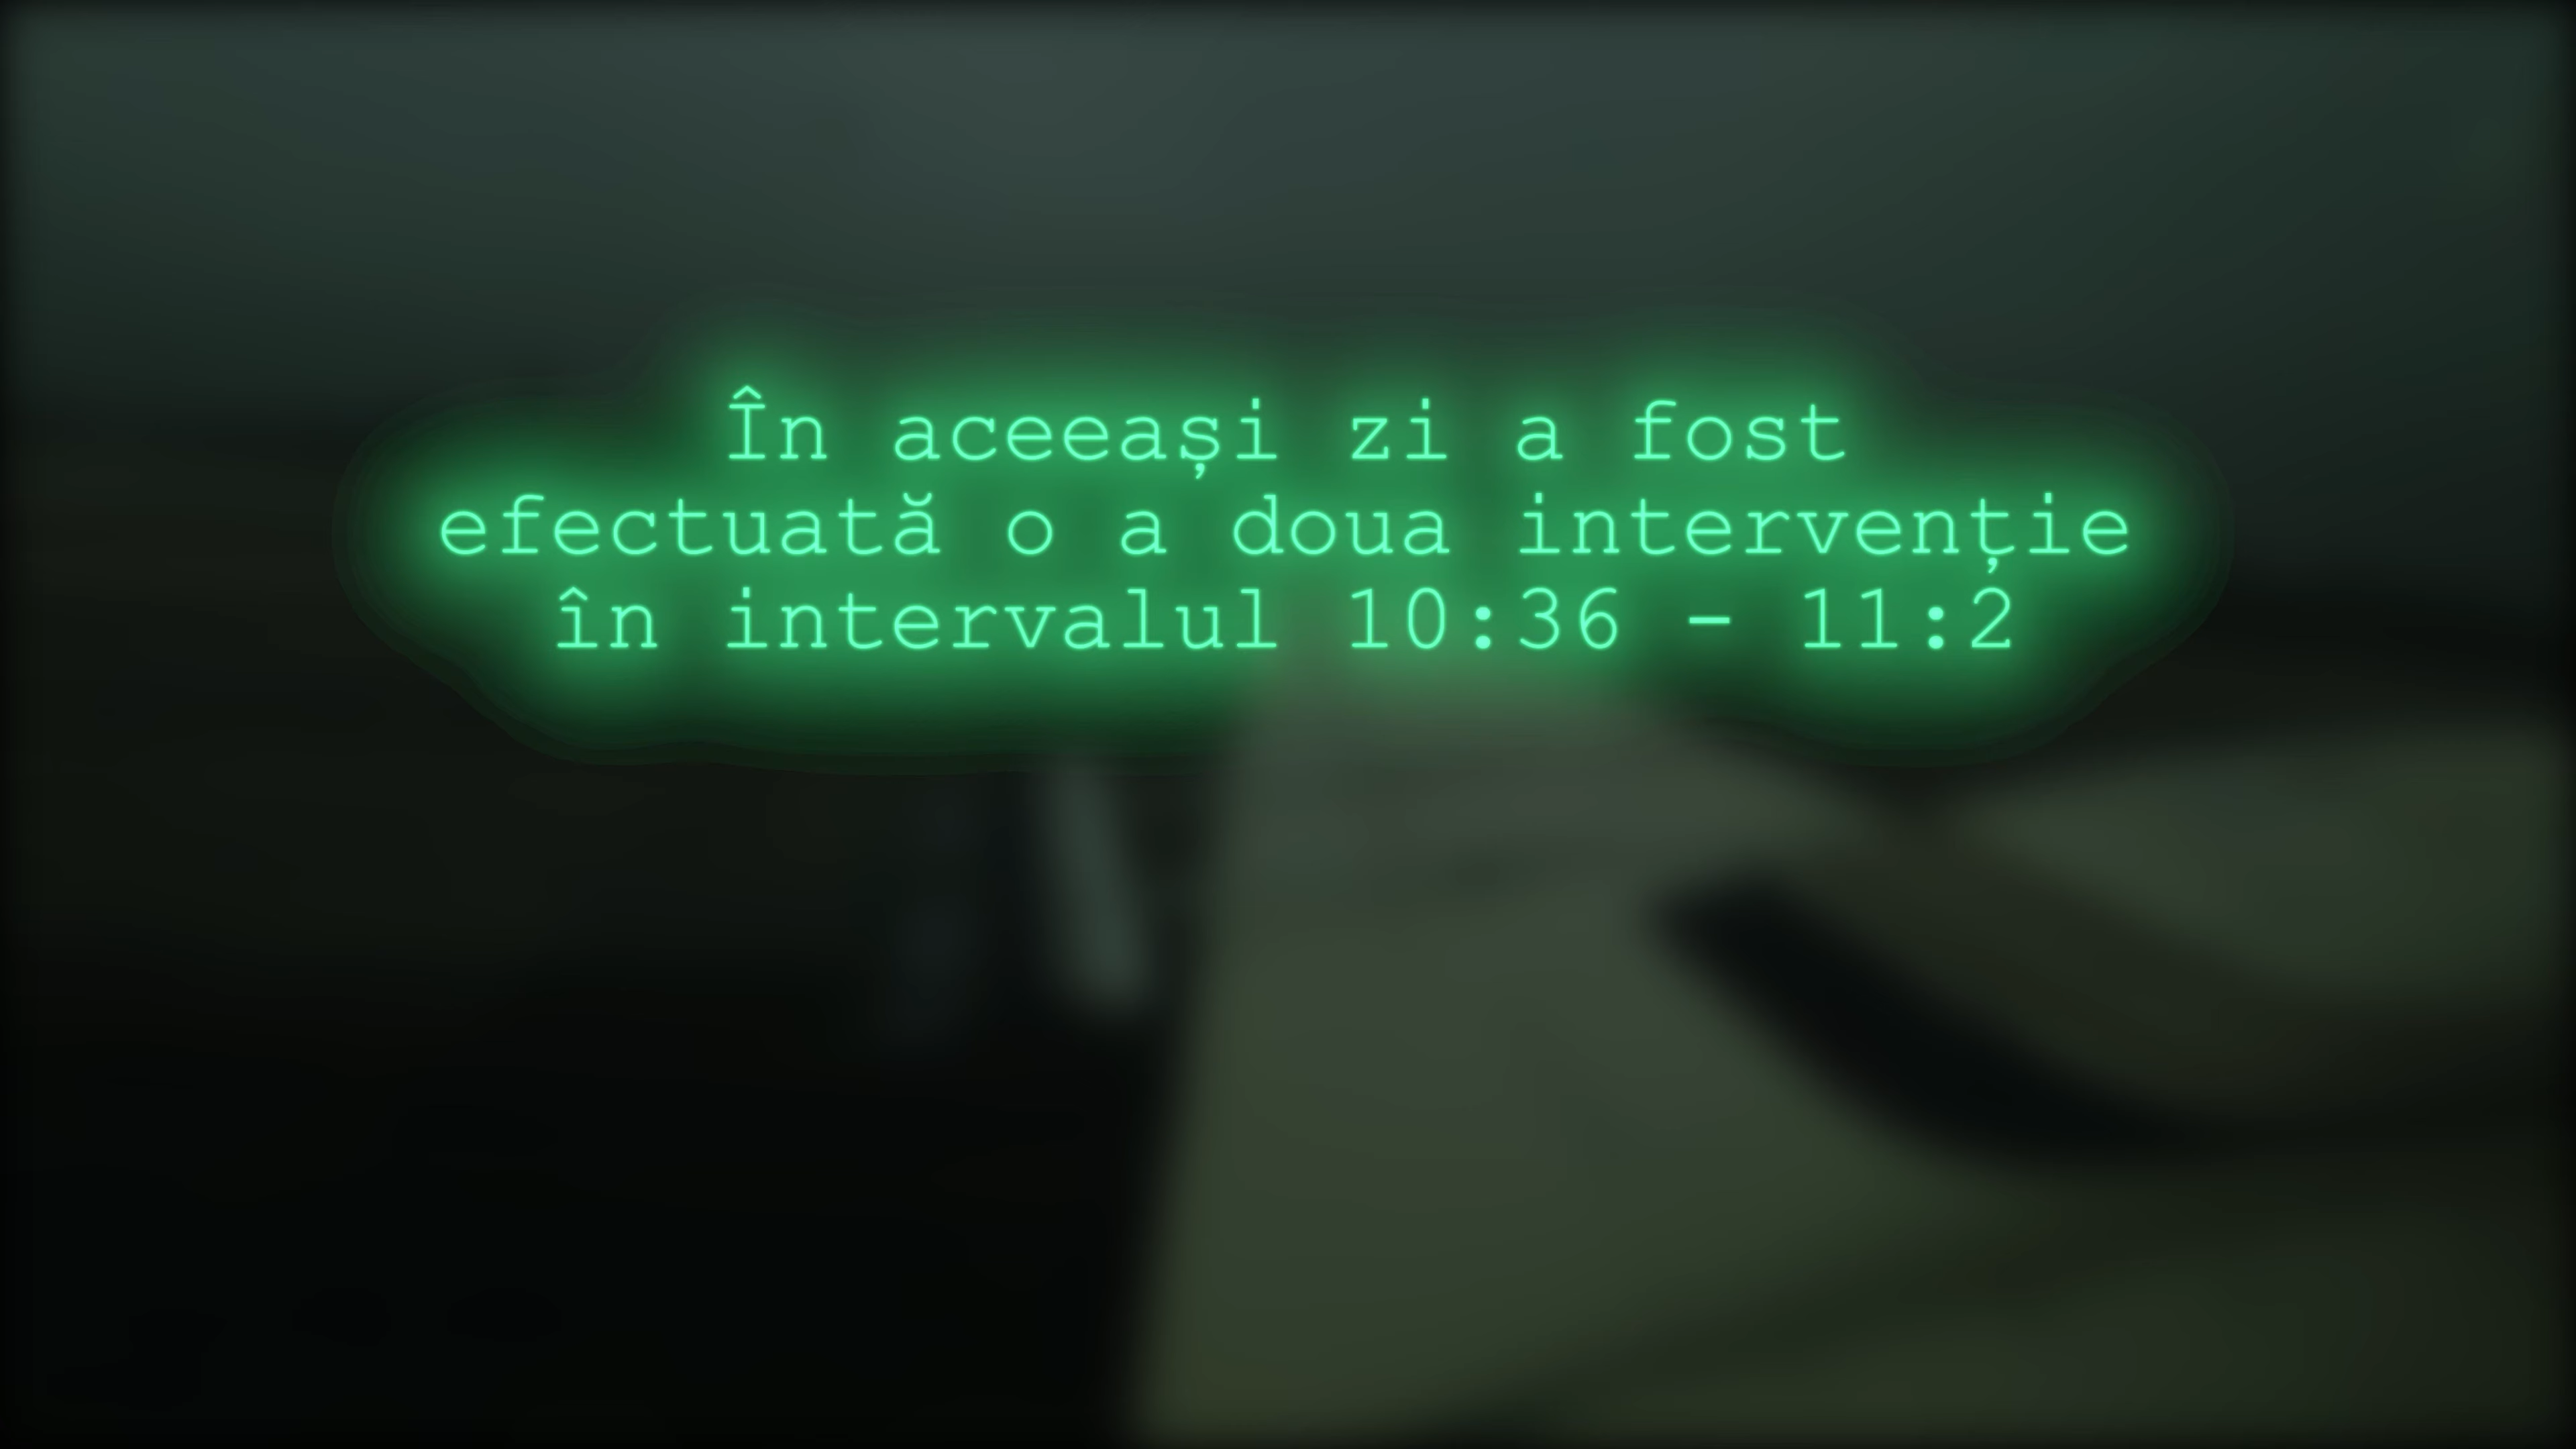 În aceeași zi a fost
efectuată o a doua intervenție
în intervalul 10:36 - 11:2